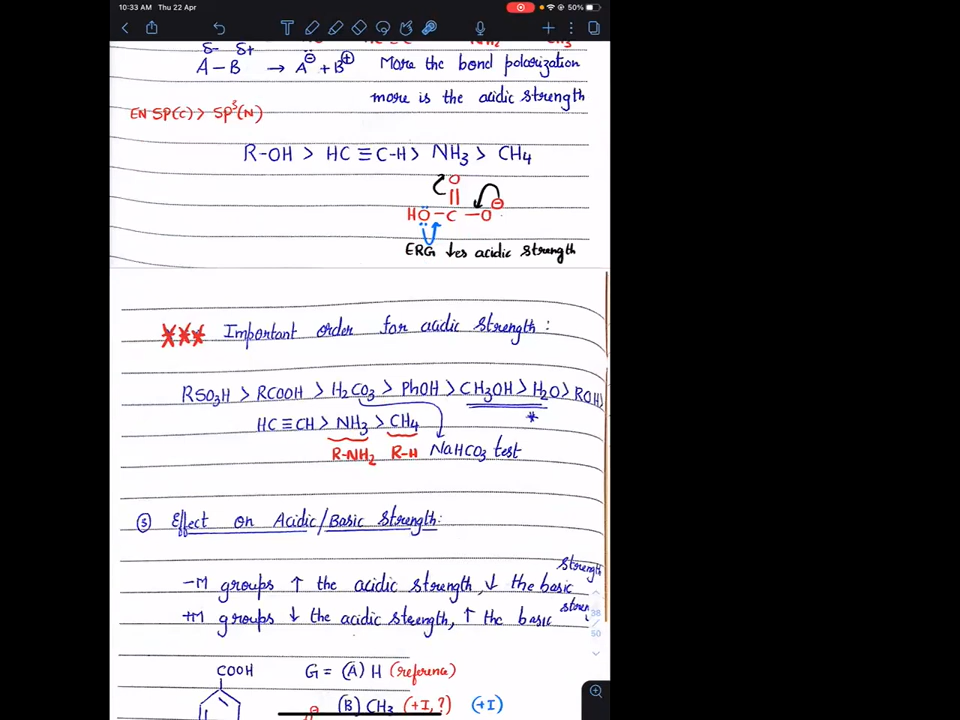 10:33 AM Thu 22 Apr
50%
δ- δ+
A-B → A⊖ + B⊕ More the bond polarization
more is the acidic strength
EN SP(C) > SP³(N)
R-OH > HC≡C-H > NH₃ > CH₄
O
HO-C-O⊖
ERG ↓es acidic strength
*** Important order for acidic strength:
RSO₃H > RCOOH > H₂CO₃ > PhOH > CH₃OH > H₂O > ROH >
*
HC≡CH > NH₃ > CH₄
R-NH₂ R-H NaHCO₃ test
③ Effect on Acidic/Basic Strength:
-M groups ↑ the acidic strength, ↓ the basic strength
+M groups ↓ the acidic strength, ↑ the basic
38
50
COOH G = (A) H (reference)
(B) CH₃ (+I,?) (+I)